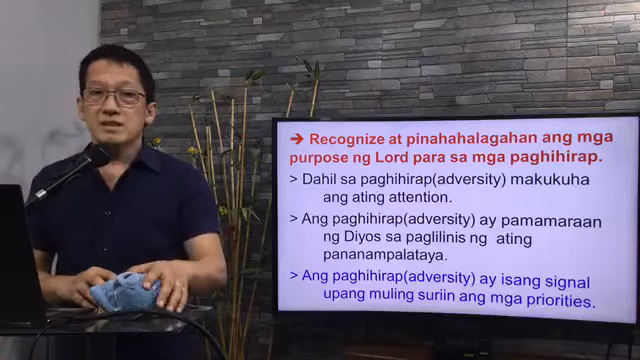 ➔ Recognize at pinahahalagahan ang mga
purpose ng Lord para sa mga paghihirap.
> Dahil sa paghihirap(adversity) makukuha
ang ating attention.
> Ang paghihirap(adversity) ay pamamaraan
ng Diyos sa paglilinis ng ating
pananampalataya.
> Ang paghihirap(adversity) ay isang signal
upang muling suriin ang mga priorities.